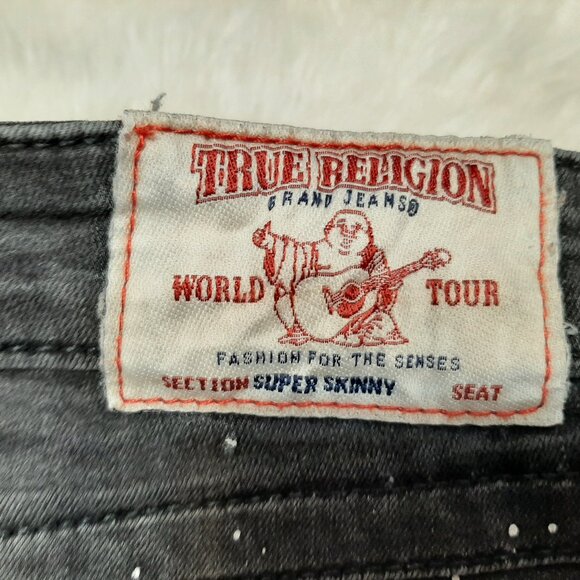 TRUE RELIGION
BRAND JEANS®
WORLD TOUR
FASHION FOR THE SENSES
SECTION SUPER SKINNY SEAT